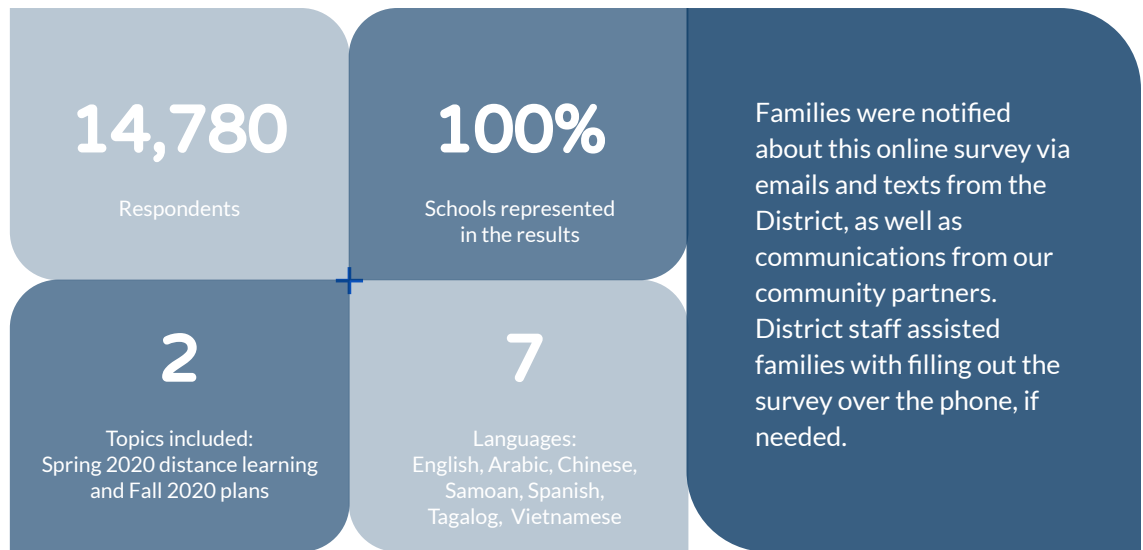 14,780
Respondents
100%
Schools represented
in the results
2
Topics included:
Spring 2020 distance learning
and Fall 2020 plans
7
Languages:
English, Arabic, Chinese,
Samoan, Spanish,
Tagalog, Vietnamese
Families were notified
about this online survey via
emails and texts from the
District, as well as
communications from our
community partners.
District staff assisted
families with filling out the
survey over the phone, if
needed.